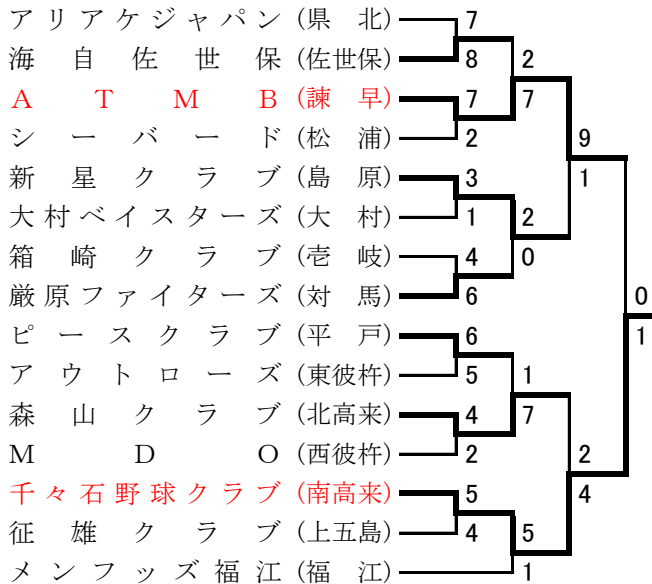 アリアケジャパン(県北) 7
海自佐世保(佐世保) 8 2
ATMB(諫早) 7 7
シーバード(松浦) 2 9
新星クラブ(島原) 3 1
大村ベイスターズ(大村) 1 2
箱崎クラブ(壱岐) 4 0
厳原ファイターズ(対馬) 6 0
ピースクラブ(平戸) 6 1
アウトローズ(東彼杵) 5 1
森山クラブ(北高来) 4 7
MDO(西彼杵) 2 2
千々石野球クラブ(南高来) 5 4
征雄クラブ(上五島) 4 5
メンフッズ福江(福江) 1